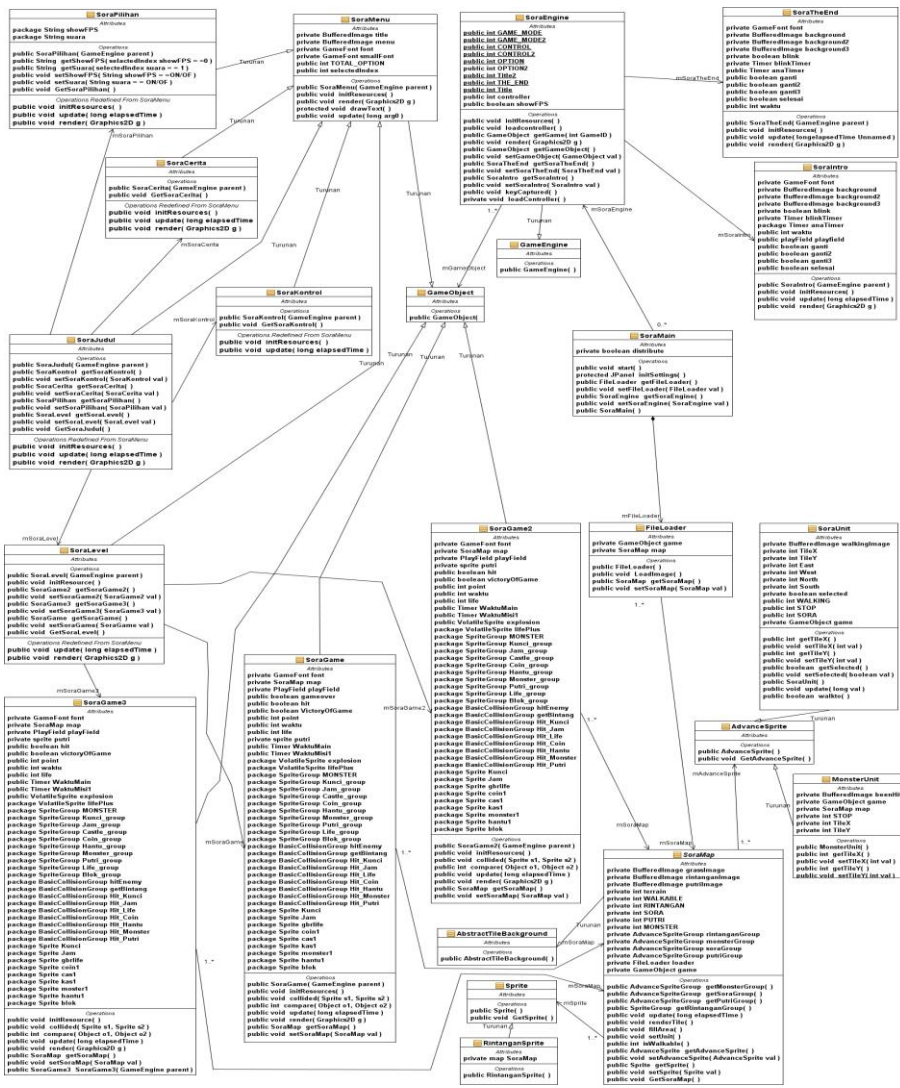 SoraPilihan
Attributes
package String showFPS
package String suara
Operations
public SoraPilihan( GameEngine parent )
public String getShowFPS( selectedIndex showFPS = =0 )
public String getSuara( selectedIndex suara = = 1 )
public void setShowFPS( String showFPS = =ON/OF )
public void setSuara( String suara = = ON/OF )
public void GetSoraPilihan( )
Operations Redefined From SoraMenu
public void initResources( )
public void update( long elapsedTime )
public void render( Graphics2D g )
mSoraPilihan
Turunan
SoraMenu
Attributes
private BufferedImage title
private BufferedImage menu
private GameFont font
private GameFont smallFont
public int TOTAL_OPTION
public int selectedIndex
Operations
public SoraMenu( GameEngine parent )
public void initResources( )
public void render( Graphics2D g )
protected void drawText( )
public void update( long arg0 )
Turunan
SoraEngine
Attributes
public int GAME_MODE
public int GAME_MODE2
public int CONTROL
public int CONTROL2
public int OPTION
public int OPTION2
public int Title2
public int THE_END
public int Title
public int controller
public boolean showFPS
Operations
public void initResources( )
public void loadcontroller( )
public GameObject getGame( int GameID )
public void render( Graphics2D g )
public GameObject getGameObject( )
public void setGameObject( GameObject val )
public SoraTheEnd getSoraTheEnd( )
public void setSoraTheEnd( SoraTheEnd val )
public SoraIntro getSoraIntro( )
public void setSoraIntro( SoraIntro val )
public void keyCaptured( )
private void loadController( )
1..*
mSoraTheEnd
SoraTheEnd
Attributes
private GameFont font
private BufferedImage background
private BufferedImage background2
private BufferedImage background3
private boolean blink
private Timer blinkTimer
public Timer anaTimer
public boolean ganti
public boolean ganti2
public boolean ganti3
public boolean selesai
public int waktu
Operations
public SoraTheEnd( GameEngine parent )
public void initResources( )
public void update( longelapsedTime Unnamed )
public void render( Graphics2D g )
SoraIntro
Attributes
private GameFont font
private BufferedImage background
private BufferedImage background2
private BufferedImage background3
private boolean blink
private Timer blinkTimer
package Timer anaTimer
public int waktu
public playField playfield
public boolean ganti
public boolean ganti2
public boolean ganti3
public boolean selesai
Operations
public SoraIntro( GameEngine parent )
public void initResources( )
public void update( long elapsedTime )
public void render( Graphics2D g )
mSoraIntro
SoraCerita
Attributes
Operations
public SoraCerita( GameEngine parent )
public void GetSoraCerita( )
Operations Redefined From SoraMenu
public void initResources( )
public void update( long elapsedTime
public void render( Graphics2D g )
mSoraCerita
Turunan
Turunan
Turunan
Turunan
mSoraEngine
GameEngine
Attributes
Operations
public GameEngine( )
mGameObject
SoraKontrol
Attributes
Operations
public SoraKontrol( GameEngine parent )
public void GetSoraKontrol( )
Operations Redefined From SoraMenu
public void initResources( )
public void update( long elapsedTime )
mSoraKontrol
GameObject
Attributes
Operations
public GameObject(
Turunan
Turunan
Turunan
0..*
SoraMain
Attributes
private boolean distribute
Operations
public void start( )
protected JPanel initSettings( )
public FileLoader getFileLoader( )
public void setFileLoader( FileLoader val )
public SoraEngine getSoraEngine( )
public void setSoraEngine( SoraEngine val )
public SoraMain( )
SoraJudul
Attributes
Operations
public SoraJudul( GameEngine parent )
public SoraKontrol getSoraKontrol( )
public void setSoraKontrol( SoraKontrol val )
public SoraCerita getSoraCerita( )
public void setSoraCerita( SoraCerita val )
public SoraPilihan getSoraPilihan( )
public void setSoraPilihan( SoraPilihan val )
public SoraLevel getSoraLevel( )
public void setSoraLevel( SoraLevel val )
public GetSoraJudul( )
Operations Redefined From SoraMenu
public void initResources( )
public void update( long elapsedTime )
public void render( Graphics2D g )
mSoraLevel
mFileLoader
SoraLevel
Attributes
Operations
public SoraLevel( GameEngine parent )
public void initResource( )
public SoraGame2 getSoraGame2( )
public void setSoraGame2( SoraGame2 val )
public SoraGame3 getSoraGame3( )
public void setSoraGame3( SoraGame3 val )
public SoraGame getSoraGame( )
public void setSoraGame( SoraGame val )
public void GetSoraLevel( )
Operations Redefined From SoraMenu
public void update( long elapsedTime )
public void render( Graphics2D g )
mSoraGame3
mSoraGame
mSoraGame2
SoraGame2
Attributes
private GameFont font
private SoraMap map
private PlayField playField
private sprite putri
public boolean hit
public boolean victoryOfGame
public int point
public int waktu
public int life
public Timer WaktuMain
public Timer WaktuMisi1
public VolatileSprite explosion
package VolatileSprite lifePlus
package SpriteGroup MONSTER
package SpriteGroup Kunci_group
package SpriteGroup Jam_group
package SpriteGroup Castle_group
package SpriteGroup Coin_group
package SpriteGroup Hantu_group
package SpriteGroup Monster_group
package SpriteGroup Putri_group
package SpriteGroup Life_group
package SpriteGroup Blok_group
package BasicCollisionGroup hitEnemy
package BasicCollisionGroup getBintang
package BasicCollisionGroup Hit_Kunci
package BasicCollisionGroup Hit_Jam
package BasicCollisionGroup Hit_Life
package BasicCollisionGroup Hit_Coin
package BasicCollisionGroup Hit_Hantu
package BasicCollisionGroup Hit_Monster
package BasicCollisionGroup Hit_Putri
package Sprite Kunci
package Sprite Jam
package Sprite gbrlife
package Sprite coin1
package Sprite cas1
package Sprite kas1
package Sprite monster1
package Sprite hantu1
package Sprite blok
Operations
public SoraGame2( GameEngine parent )
public void initResources( )
public void collided( Sprite s1, Sprite s2 )
public int compare( Object o1, Object o2 )
public void update( long elapsedTime )
public void render( Graphics2D g )
public SoraMap getSoraMap( )
public void setSoraMap( SoraMap val )
1..*
mSoraMap
FileLoader
Attributes
private GameObject game
private SoraMap map
Operations
public FileLoader( )
public void LoadImage( )
public SoraMap getSoraMap( )
public void setSoraMap( SoraMap val )
1..*
mSoraMap
SoraUnit
Attributes
private BufferedImage walkingImage
private int TileX
private int TileY
private int East
private int West
private int North
private int South
private boolean selected
public int WALKING
public int STOP
public int SORA
private GameObject game
Operations
public int getTileX( )
public void setTileX( int val )
public int getTileY( )
public void setTileY( int val )
public boolean getSelected( )
public void setSelected( boolean val )
public SoraUnit( )
public void update( long val )
public boolean walkto( )
Turunan
AdvanceSprite
Attributes
Operations
public AdvanceSprite( )
public void GetAdvanceSprite( )
mAdvanceSprite
1..*
Turunan
MonsterUnit
Attributes
private GameObject game
private SoraMap map
private int STOP
private int TileX
private int TileY
Operations
public MonsterUnit( )
public int getTileX( )
public void setTileX( int val )
public int getTileY( )
public void setTileY( int val )
SoraGame
Attributes
private GameFont font
private SoraMap map
private PlayField playField
public boolean gameover
public boolean hit
public boolean VictoryOfGame
public int point
public int waktu
public int life
private sprite putri
public Timer WaktuMain
public Timer WaktuMisi1
package VolatileSprite explosion
package VolatileSprite lifePlus
package SpriteGroup MONSTER
package SpriteGroup Kunci_group
package SpriteGroup Jam_group
package SpriteGroup Castle_group
package SpriteGroup Coin_group
package SpriteGroup Hantu_group
package SpriteGroup Monster_group
package SpriteGroup Putri_group
package SpriteGroup Life_group
package SpriteGroup Blok_group
package BasicCollisionGroup hitEnemy
package BasicCollisionGroup getBintang
package BasicCollisionGroup Hit_Kunci
package BasicCollisionGroup Hit_Jam
package BasicCollisionGroup Hit_Life
package BasicCollisionGroup Hit_Coin
package BasicCollisionGroup Hit_Hantu
package BasicCollisionGroup Hit_Monster
package BasicCollisionGroup Hit_Putri
package Sprite Kunci
package Sprite Jam
package Sprite gbrlife
package Sprite coin1
package Sprite cas1
package Sprite kas1
package Sprite monster1
package Sprite hantu1
package Sprite blok
Operations
public SoraGame( GameEngine parent )
public void initResources( )
public void collided( Sprite s1, Sprite s2 )
public int compare( Object o1, Object o2 )
public void update( long elapsedTime )
public void render( Graphics2D g )
public SoraMap getSoraMap( )
public void setSoraMap( SoraMap val )
1..*
SoraGame3
Attributes
private GameFont font
private SoraMap map
private PlayField playField
private sprite putri
public boolean hit
public boolean victoryOfGame
public int point
public int waktu
public int life
public Timer WaktuMain
public Timer WaktuMisi1
public VolatileSprite explosion
package VolatileSprite lifePlus
package SpriteGroup MONSTER
package SpriteGroup Kunci_group
package SpriteGroup Jam_group
package SpriteGroup Castle_group
package SpriteGroup Coin_group
package SpriteGroup Hantu_group
package SpriteGroup Monster_group
package SpriteGroup Putri_group
package SpriteGroup Life_group
package SpriteGroup Blok_group
package BasicCollisionGroup hitEnemy
package BasicCollisionGroup getBintang
package BasicCollisionGroup Hit_Kunci
package BasicCollisionGroup Hit_Jam
package BasicCollisionGroup Hit_Life
package BasicCollisionGroup Hit_Coin
package BasicCollisionGroup Hit_Hantu
package BasicCollisionGroup Hit_Monster
package BasicCollisionGroup Hit_Putri
package Sprite Kunci
package Sprite Jam
package Sprite gbrlife
package Sprite coin1
package Sprite cas1
package Sprite kas1
package Sprite moster1
package Sprite hantu1
package Sprite blok
Operations
public void initResource( )
public void collided( Sprite s1, Sprite s2 )
public int compare( Object o1, Object o2 )
public void update( long elapsedTime )
public void render( Graphics2D g )
public SoraMap getSoraMap( )
public void setSoraMap( SoraMap val )
public SoraGame3 SoraGame3( GameEngine parent )
1..*
AbstractTileBackground
Attributes
Operations
public AbstractTileBackground( )
Turunan
mSoraMap
Sprite
Attributes
Operations
public Sprite( )
public void GetSprite( )
mSoraMap
mSprite
1..*
Turunan
RintanganSprite
Attributes
private map SoraMap
Operations
public RintanganSprite( )
SoraMap
Attributes
private BufferedImage grassImage
private BufferedImage rintanganImage
private BufferedImage putriImage
public int terrain
private int WALKABLE
private int RINTANGAN
private int SORA
private int PUTRI
private int MONSTER
private AdvanceSpriteGroup rintanganGroup
private AdvanceSpriteGroup monsterGroup
private AdvanceSpriteGroup soraGroup
private AdvanceSpriteGroup putriGroup
private FileLoader loader
private GameObject game
Operations
public AdvanceSpriteGroup getMonsterGroup( )
public AdvanceSpriteGroup getSoraGroup( )
public AdvanceSpriteGroup getPutriGroup( )
public SpriteGroup getRintanganGroup( )
public void update( long elapsedTime )
public void renderTile( )
public void fillArea( )
public void setUnit( )
public int isWalkable( )
public AdvanceSprite getAdvanceSprite( )
public void setAdvanceSprite( AdvanceSprite val )
public Sprite getSprite( )
public void setSprite( Sprite val )
public void GetSoraMap( )